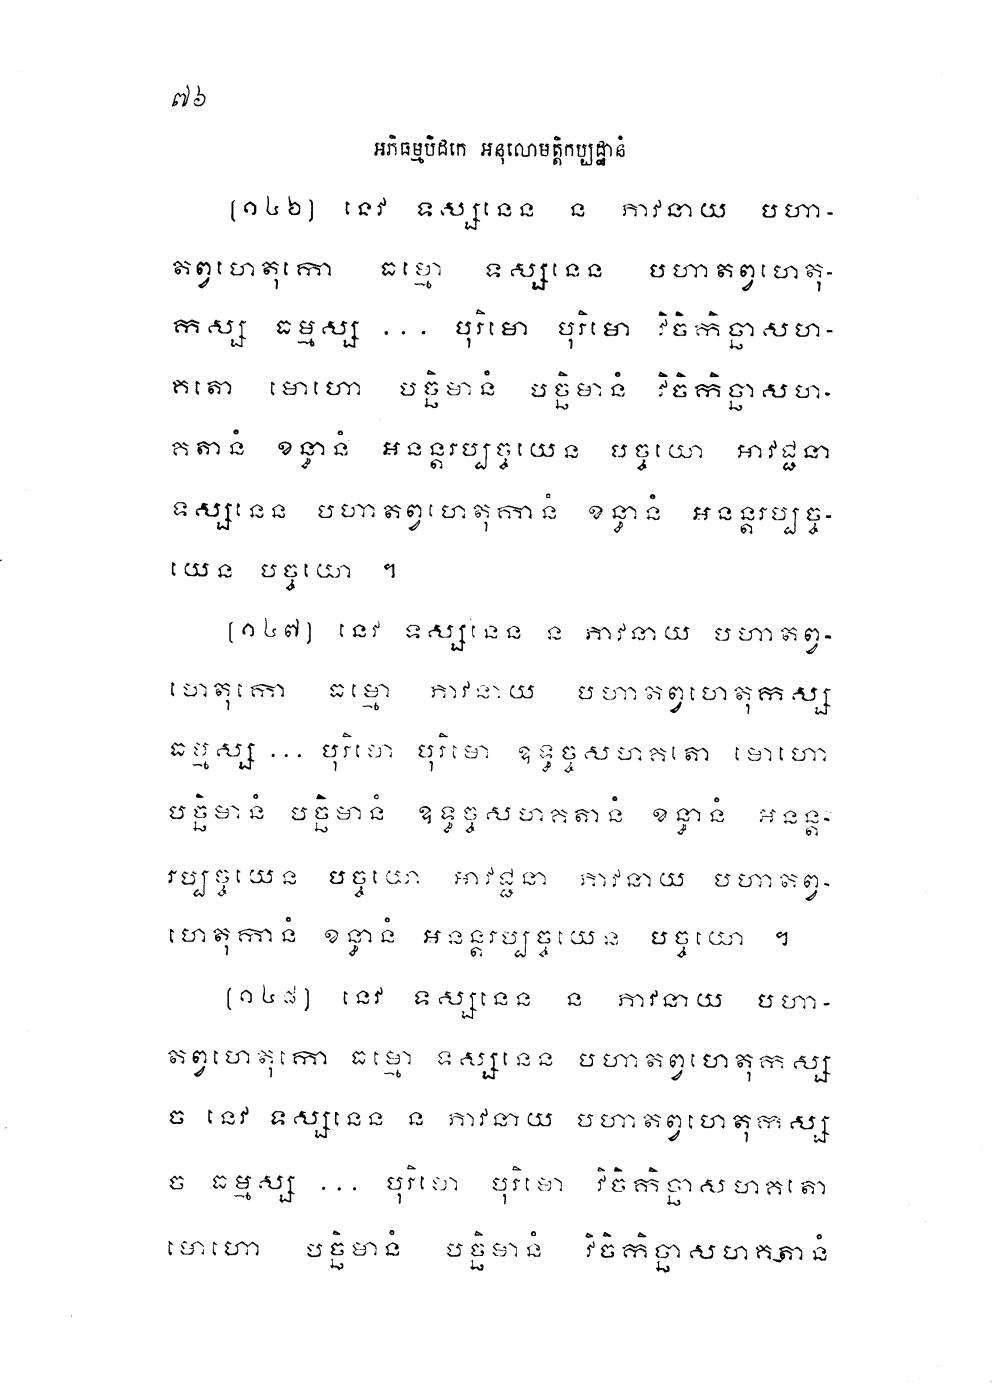 ៧៦
អភិធម្មបិដកេ អនុលោមត្តិកប្បដ្ឋានំ
[១៤៦] នេវ ទស្សនេន ន ភាវនាយ បហា-
តព្វហេតុកោ ធម្មោ ទស្សនេន បហាតព្វហេតុ-
កស្ស ធម្មស្ស ... បុរិមោ បុរិមោ វិចិកិច្ឆាសហ-
គតោ មោហោ បច្ឆិមានំ បច្ឆិមានំ វិចិកិច្ឆាសហ-
គតានំ ខន្ធានំ អនន្តរប្បច្ចយេន បច្ចយោ អាវជ្ជនា
ទស្សនេន បហាតព្វហេតុកានំ ខន្ធានំ អនន្តរប្បច្ច-
យេន បច្ចយោ ។
[១៤៧] នេវ ទស្សនេន ន ភាវនាយ បហាតព្វ-
ហេតុកោ ធម្មោ ភាវនាយ បហាតព្វហេតុកស្ស
ធម្មស្ស ... បុរិមោ បុរិមោ ឧទ្ធច្ចសហគតោ មោហោ
បច្ឆិមានំ បច្ឆិមានំ ឧទ្ធច្ចសហគតានំ ខន្ធានំ អនន្ត-
រប្បច្ចយេន បច្ចយោ អាវជ្ជនា ភាវនាយ បហាតព្វ-
ហេតុកានំ ខន្ធានំ អនន្តរប្បច្ចយេន បច្ចយោ ។
[១៤៨] នេវ ទស្សនេន ន ភាវនាយ បហា-
តព្វហេតុកោ ធម្មោ ទស្សនេន បហាតព្វហេតុកស្ស
ច នេវ ទស្សនេន ន ភាវនាយ បហាតព្វហេតុកស្ស
ច ធម្មស្ស ... បុរិមោ បុរិមោ វិចិកិច្ឆាសហគតោ
មោហោ បច្ឆិមានំ បច្ឆិមានំ វិចិកិច្ឆាសហគតានំ